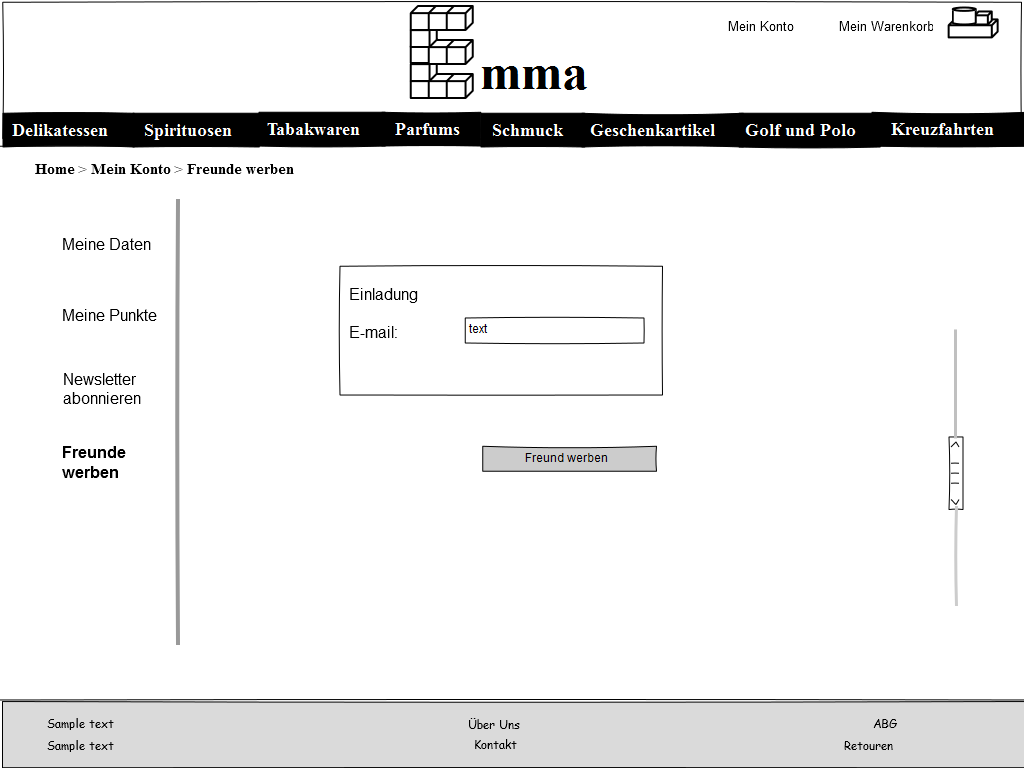 Mein Konto Mein Warenkorb
Emma
Delikatessen Spirituosen Tabakwaren Parfums Schmuck Geschenkartikel Golf und Polo Kreuzfahrten
Home > Mein Konto > Freunde werben
Meine Daten
Meine Punkte
Newsletter
abonnieren
Freunde
werben
Einladung
E-mail: text
Freund werben
Sample text Über Uns ABG
Sample text Kontakt Retouren